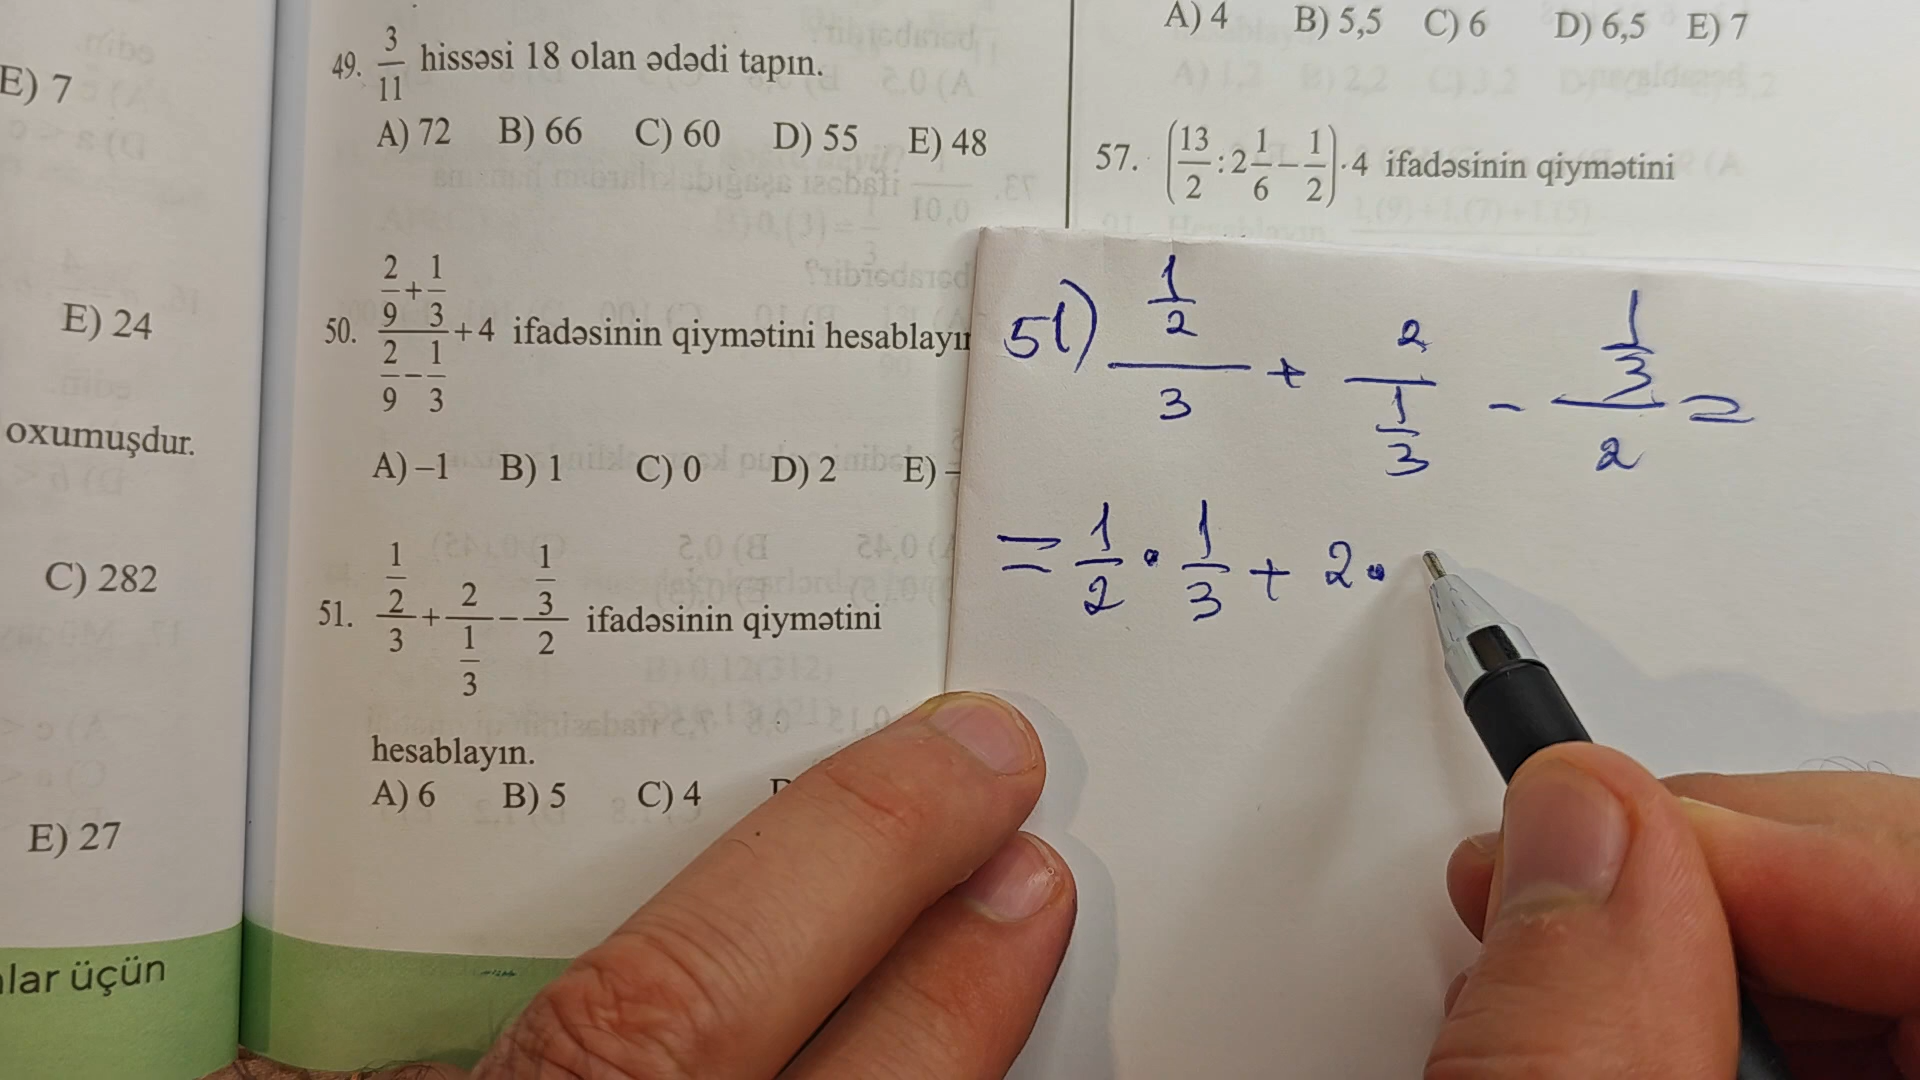 E) 7
E) 24
oxumuşdur.
C) 282
E) 27
üçün
49. 3/11 hissəsi 18 olan ədədi tapın.
A) 72 B) 66 C) 60 D) 55 E) 48
50. (2/9 + 1/3)/(2/9 − 1/3) + 4 ifadəsinin qiymətini
A) –1 B) 1 C) 0 D) 2 E)
51. (1/2)/3 + 2/(1/3) − (1/3)/2 ifadəsinin qiymətini
hesablayın.
A) 6 B) 5 C) 4
A) 4 B) 5,5 C) 6 D) 6,5 E) 7
57. (13/2 : 2 1/6 − 1/2) · 4 ifadəsinin qiymətini
51) (1/2)/3 + 2/(1/3) − (1/3)/2 =
= 1/2 · 1/3 + 2 ·